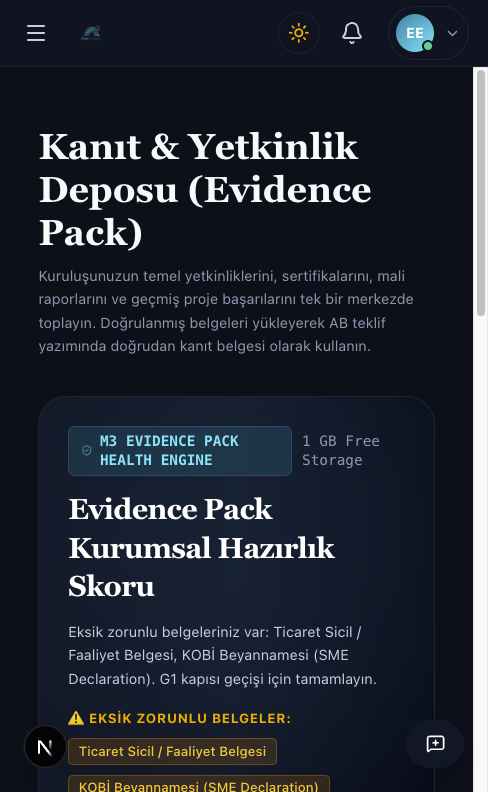 EE
Kanıt & Yetkinlik
Deposu (Evidence
Pack)
Kuruluşunuzun temel yetkinliklerini, sertifikalarını, mali
raporlarını ve geçmiş proje başarılarını tek bir merkezde
toplayın. Doğrulanmış belgeleri yükleyerek AB teklif
yazımında doğrudan kanıt belgesi olarak kullanın.
M3 EVIDENCE PACK
HEALTH ENGINE
1 GB Free
Storage
Evidence Pack
Kurumsal Hazırlık
Skoru
Eksik zorunlu belgeleriniz var: Ticaret Sicil /
Faaliyet Belgesi, KOBİ Beyannamesi (SME
Declaration). G1 kapısı geçişi için tamamlayın.
EKSİK ZORUNLU BELGELER:
N
Ticaret Sicil / Faaliyet Belgesi
KOBİ Beyannamesi (SME Declaration)